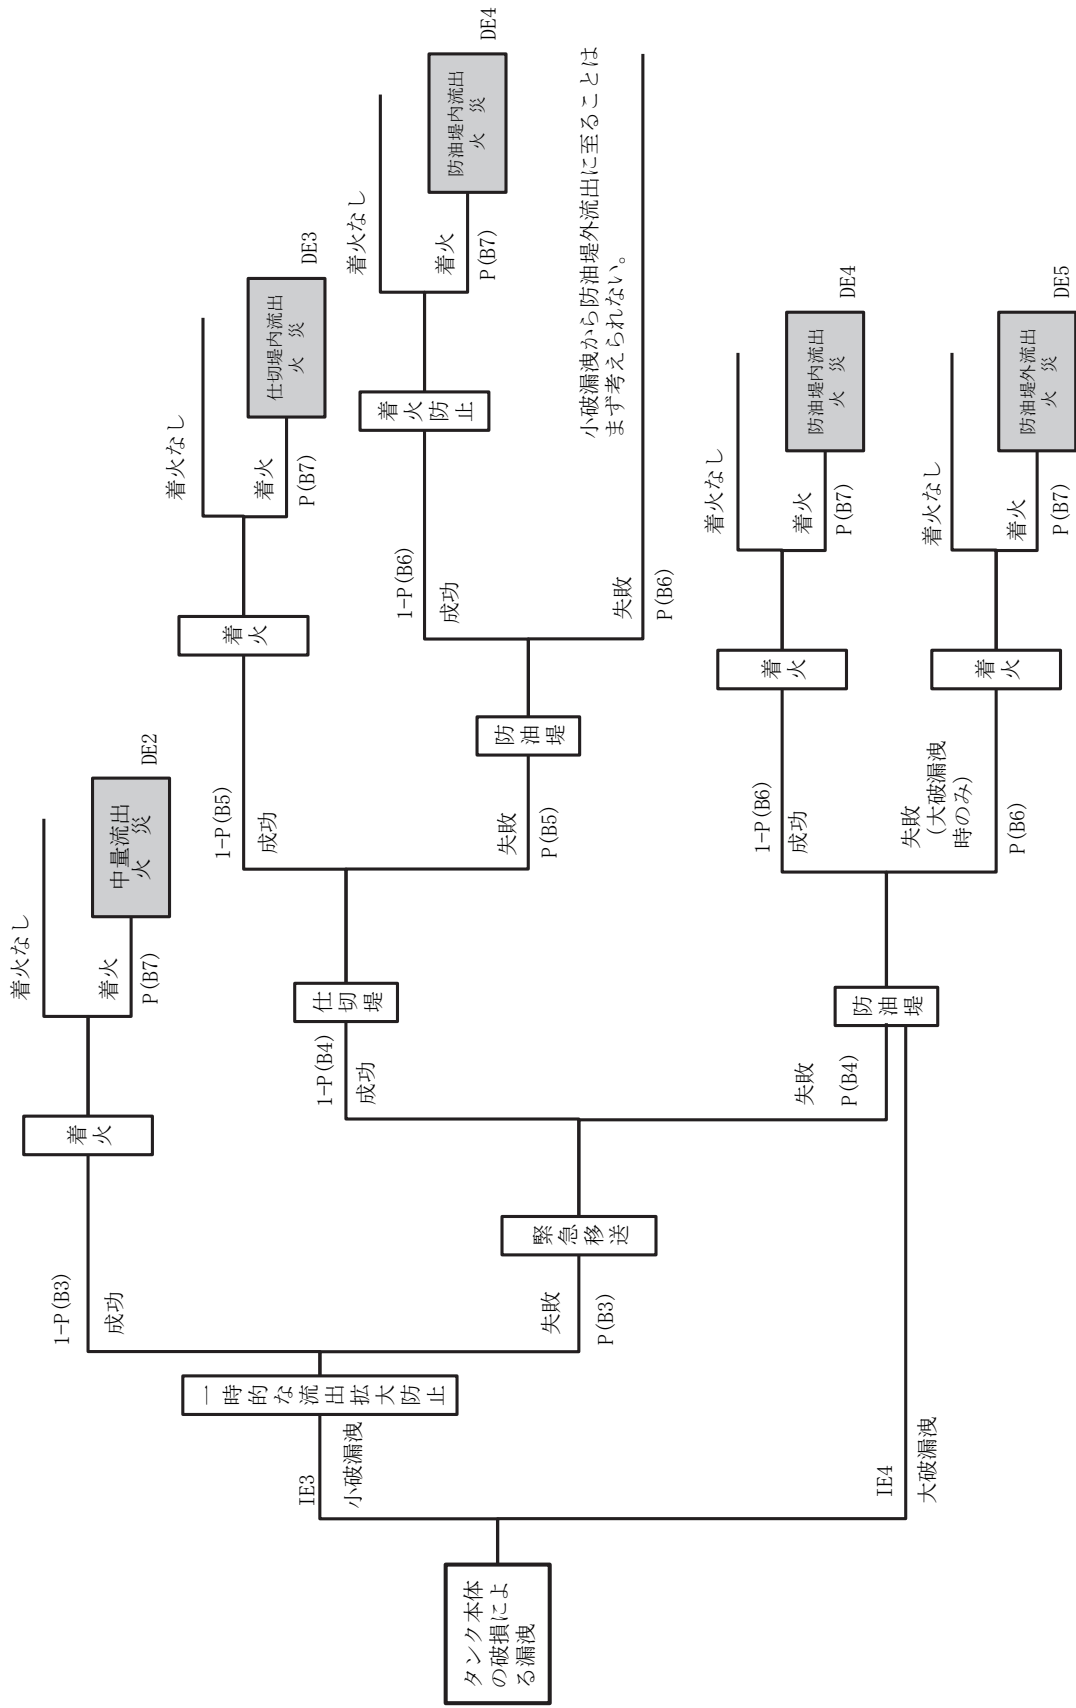 タンク本体
の破損によ
る漏洩
IE3
小破漏洩
IE4
大破漏洩
一時的な流出拡大防止
1-P(B3)
成功
失敗
P(B3)
着火
着火なし
着火
P(B7)
中量流出
火　災
DE2
緊急移送
1-P(B4)
成功
失敗
P(B4)
仕切堤
1-P(B5)
成功
失敗
P(B5)
着火
着火なし
着火
P(B7)
仕切堤内流出
火　災
DE3
防油堤
1-P(B6)
成功
失敗
P(B6)
着火防止
着火なし
着火
P(B7)
防油堤内流出
火　災
DE4
小破漏洩から防油堤外流出に至ることは
まず考えられない。
防油堤
1-P(B6)
成功
失敗
(大破漏洩
時のみ)
P(B6)
着火
着火なし
着火
P(B7)
防油堤内流出
火　災
DE4
着火
着火なし
着火
P(B7)
防油堤外流出
火　災
DE5